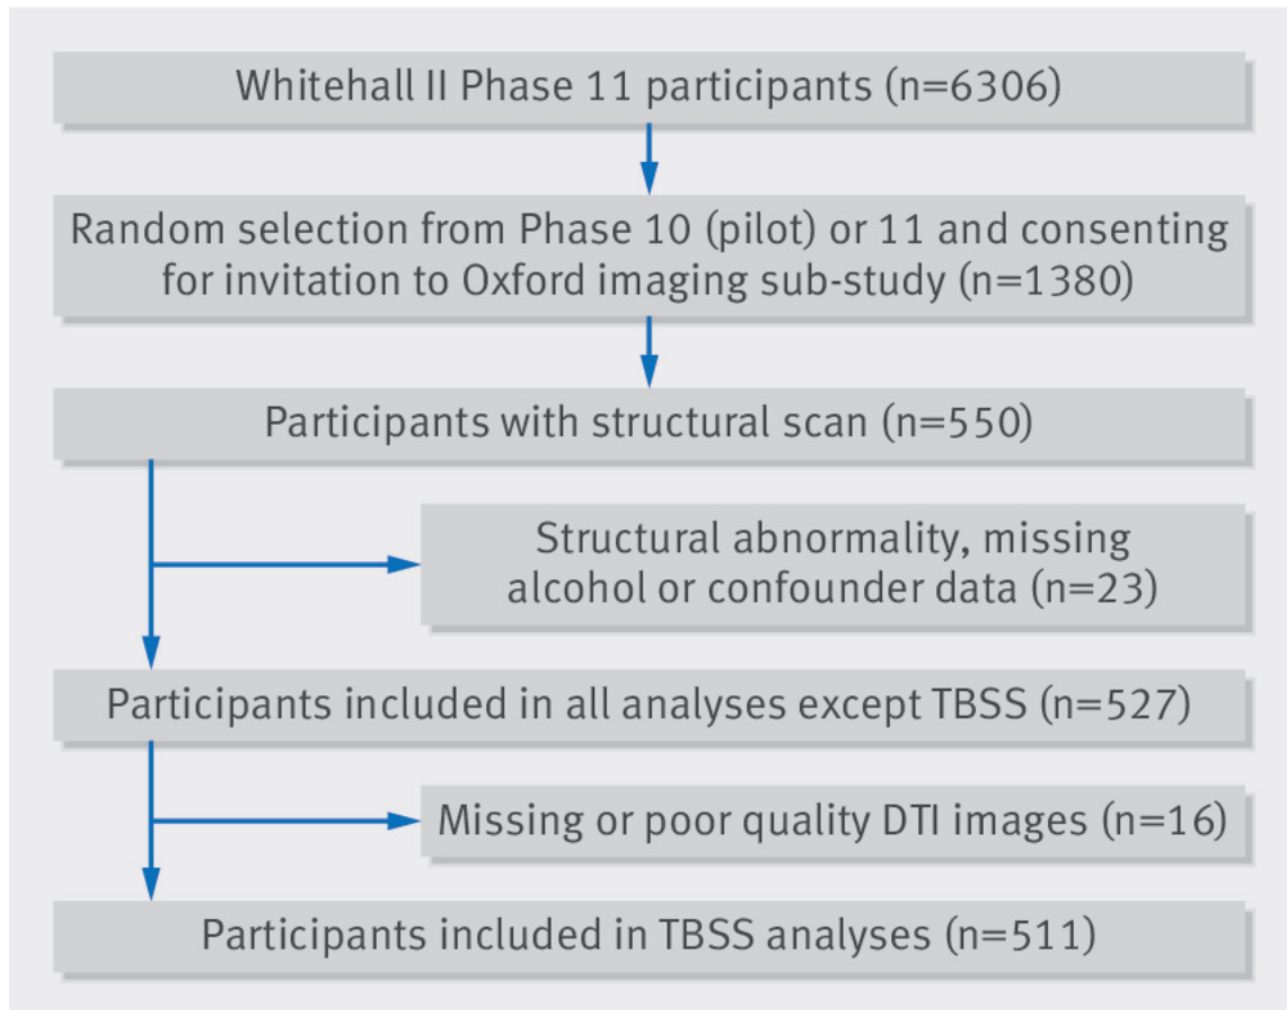 Whitehall II Phase 11 participants (n=6306)
Random selection from Phase 10 (pilot) or 11 and consenting
for invitation to Oxford imaging sub-study (n=1380)
Participants with structural scan (n=550)
Structural abnormality, missing
alcohol or confounder data (n=23)
Participants included in all analyses except TBSS (n=527)
Missing or poor quality DTI images (n=16)
Participants included in TBSS analyses (n=511)